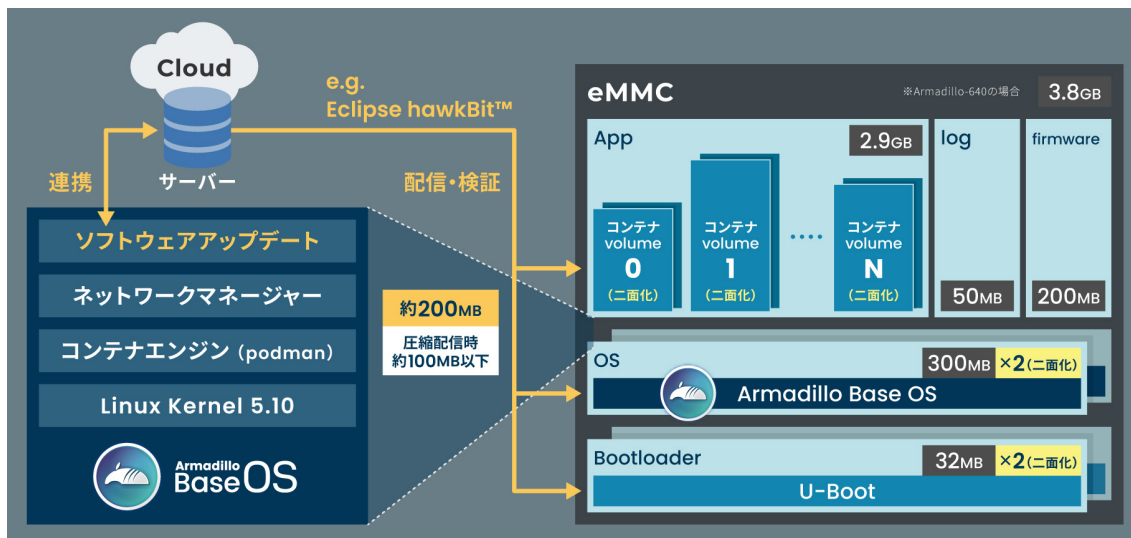 Cloud
サーバー
e.g.
Eclipse hawkBit™
連携
配信・検証
ソフトウェアアップデート
ネットワークマネージャー
コンテナエンジン (podman)
Linux Kernel 5.10
Armadillo
Base OS
約200MB
圧縮配信時
約100MB以下
eMMC
※Armadillo-640の場合
3.8GB
App
2.9GB
コンテナ
volume
0
(二面化)
コンテナ
volume
1
(二面化)
....
コンテナ
volume
N
(二面化)
log
50MB
firmware
200MB
OS
300MB ×2(二面化)
Armadillo Base OS
Bootloader
32MB ×2(二面化)
U-Boot